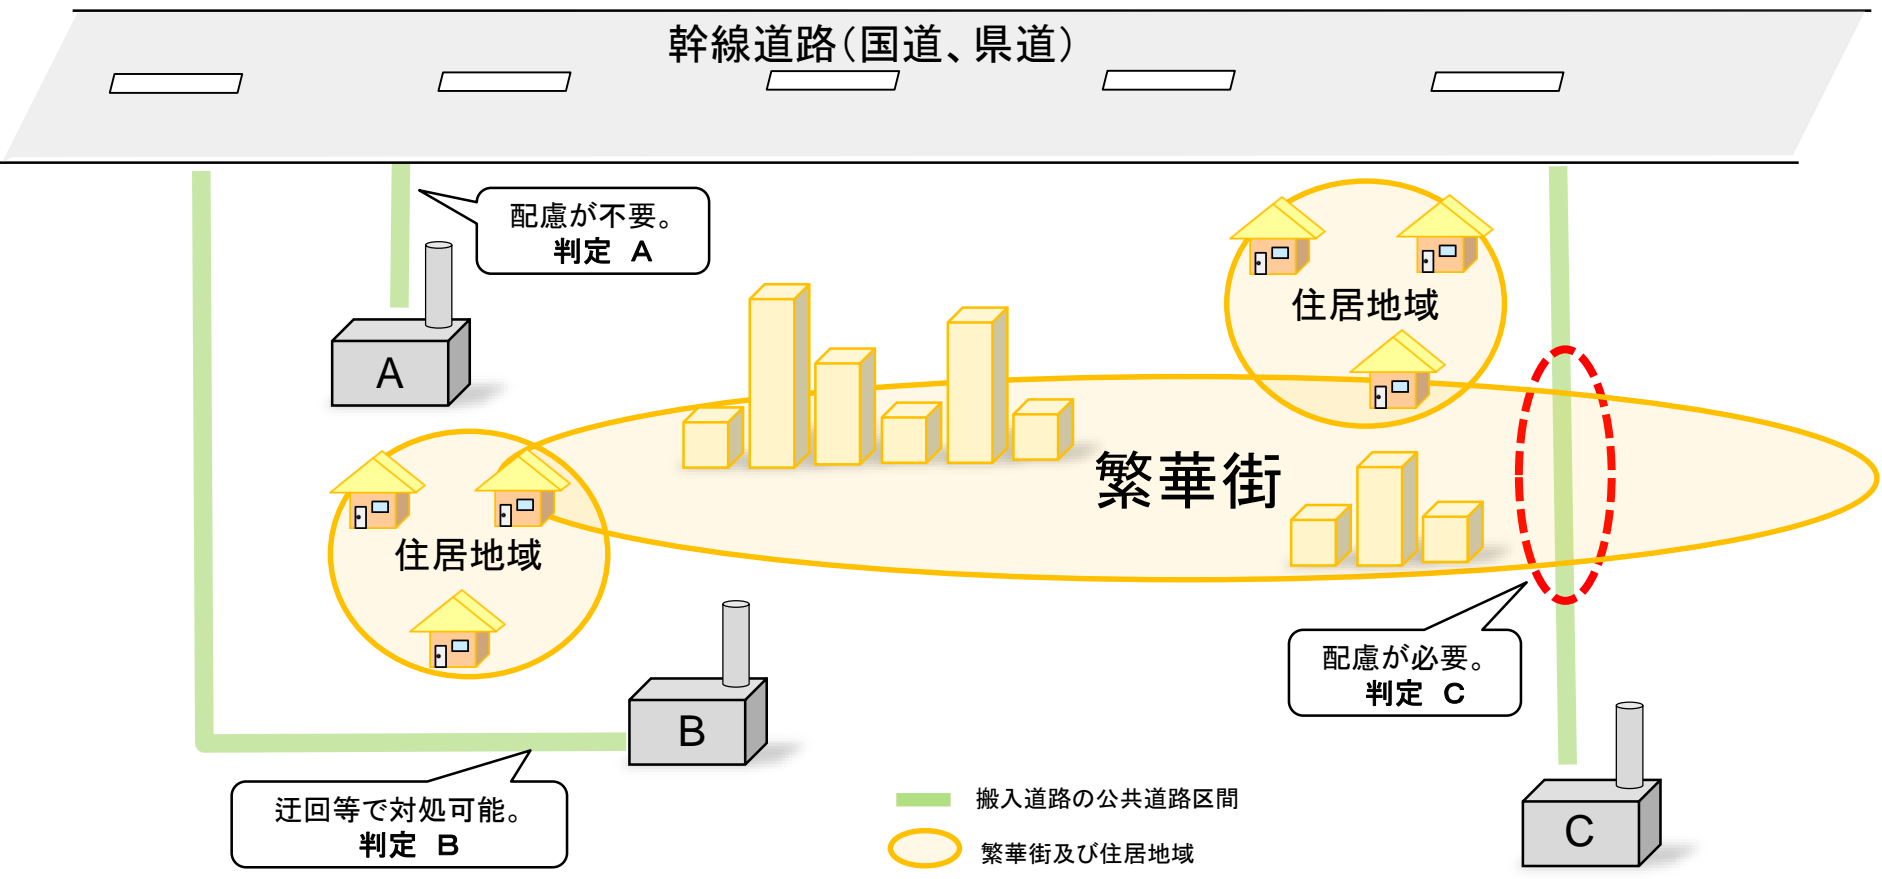 幹線道路（国道、県道）
配慮が不要。
判定　A
A
住居地域
繁華街
住居地域
B
配慮が必要。
判定　C
迂回等で対処可能。
判定　B
搬入道路の公共道路区間
繁華街及び住居地域
C